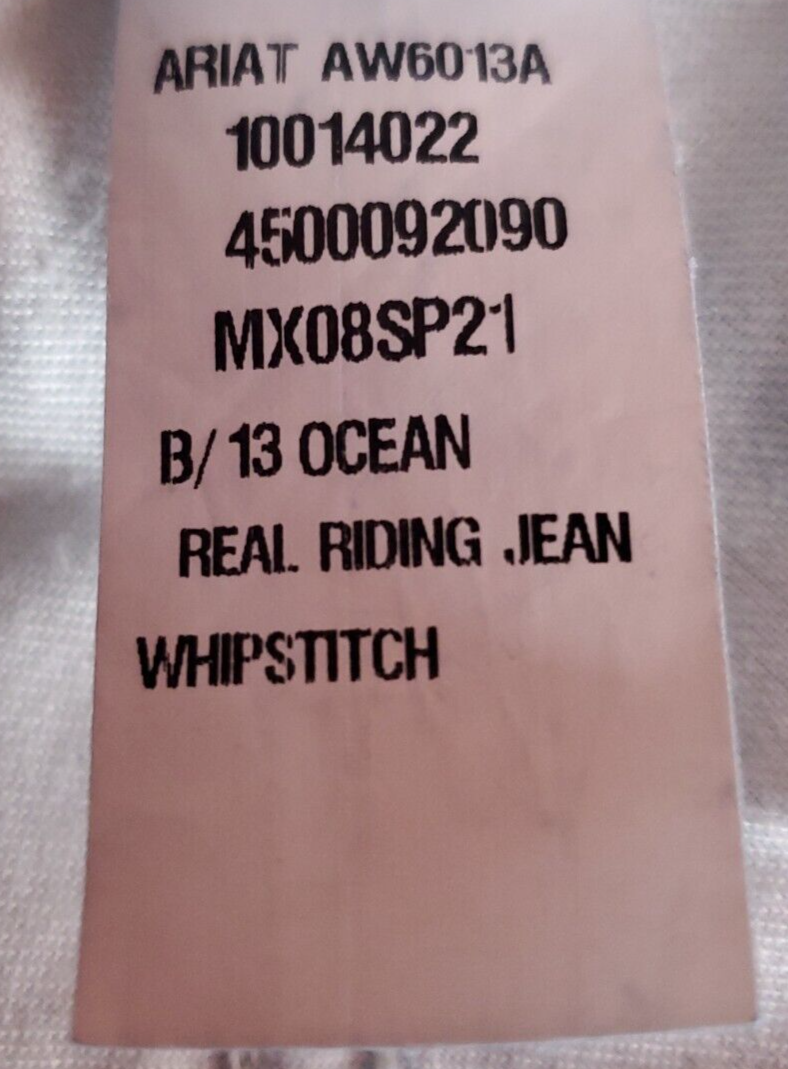 ARIAT AW6013A
10014022
4500092090
MX08SP21
B/ 13 OCEAN
REAL RIDING JEAN
WHIPSTITCH